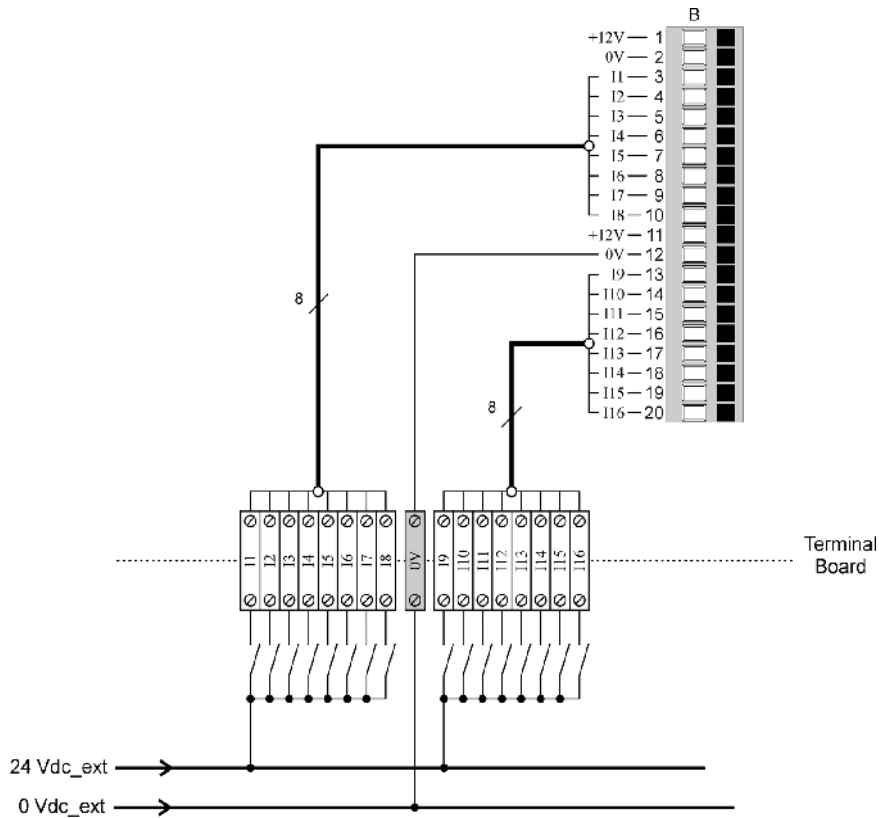 B
+12V 1
0V 2
I1 3
I2 4
I3 5
I4 6
I5 7
I6 8
I7 9
I8 10
+12V 11
0V 12
I9 13
I10 14
I11 15
I12 16
I13 17
I14 18
I15 19
I16 20
8
8
I1 I2 I3 I4 I5 I6 I7 I8 0V I9 I10 I11 I12 I13 I14 I15 I16
Terminal
Board
24 Vdc_ext
0 Vdc_ext